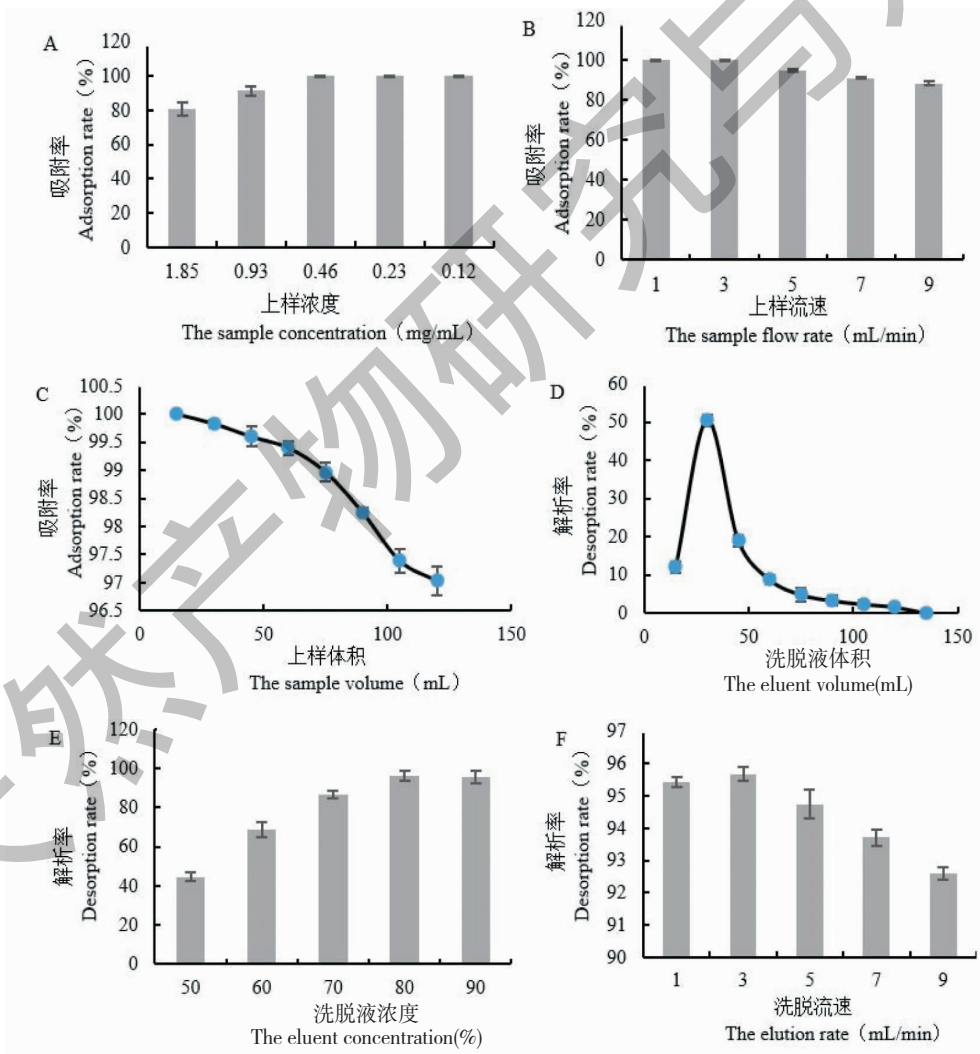 A
120
100
80
60
40
20
0
吸附率
Adsorption rate（%）
1.85 0.93 0.46 0.23 0.12
上样浓度
The sample concentration（mg/mL）
B
120
100
80
60
40
20
0
吸附率
Adsorption rate（%）
1 3 5 7 9
上样流速
The sample flow rate（mL/min）
C
100.5
100
99.5
99
98.5
98
97.5
97
96.5
吸附率
Adsorption rate（%）
0 50 100 150
上样体积
The sample volume（mL）
D
60
50
40
30
20
10
0
解析率
Desorption rate（%）
0 50 100 150
洗脱液体积
The eluent volume(mL)
E
120
100
80
60
40
20
0
解析率
Desorption rate（%）
50 60 70 80 90
洗脱液浓度
The eluent concentration(%)
F
97
96
95
94
93
92
91
90
解析率
Desorption rate（%）
1 3 5 7 9
洗脱流速
The elution rate（mL/min）
然产物研究与